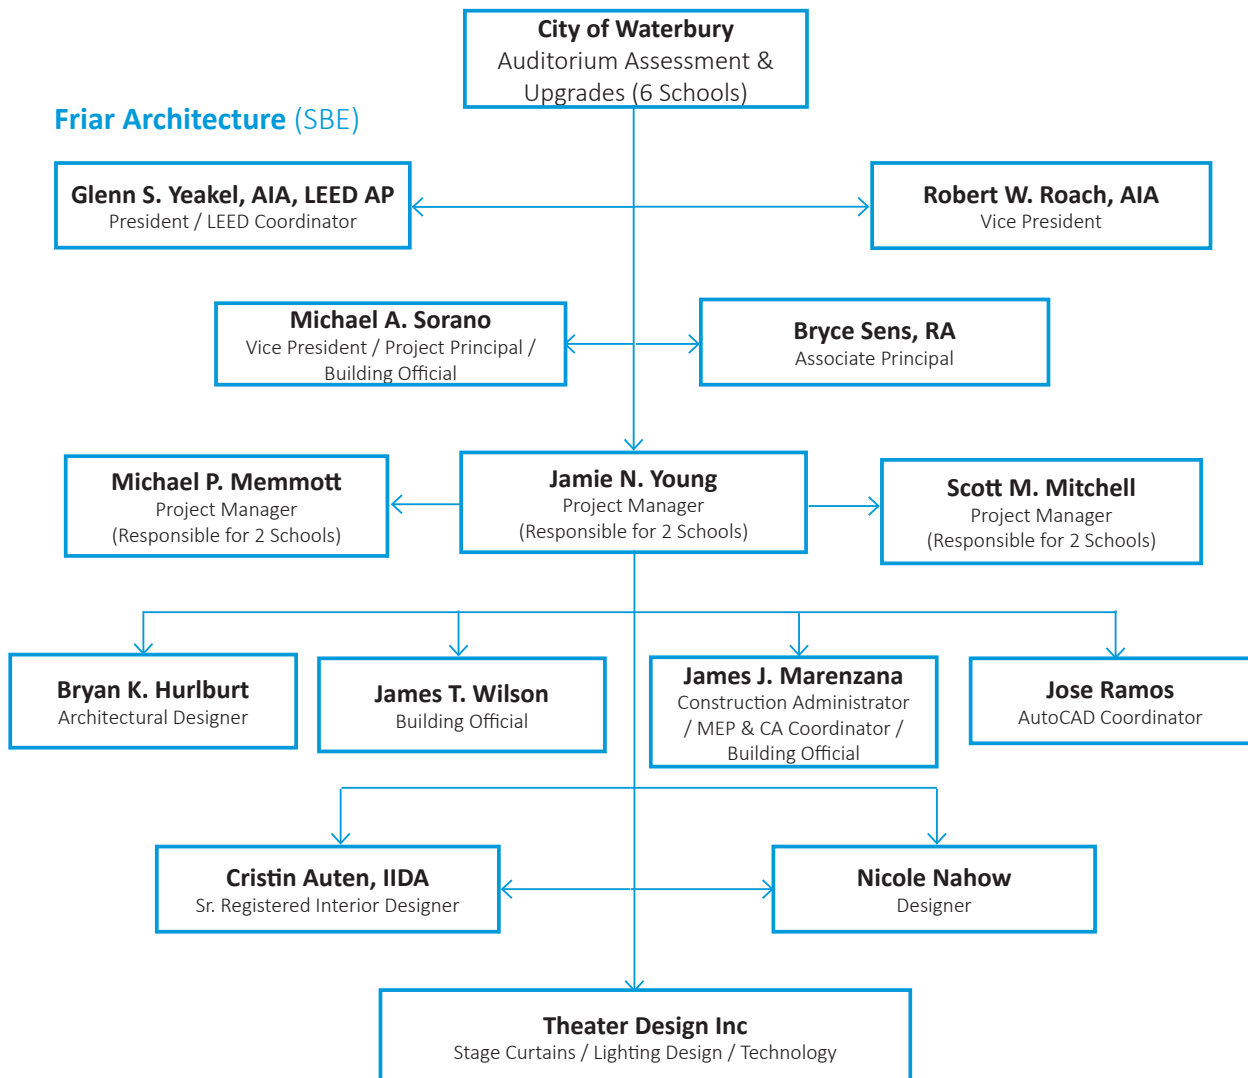 City of Waterbury
Auditorium Assessment &
Upgrades (6 Schools)
Friar Architecture (SBE)
Glenn S. Yeakel, AIA, LEED AP
President / LEED Coordinator
Robert W. Roach, AIA
Vice President
Michael A. Sorano
Vice President / Project Principal /
Building Official
Bryce Sens, RA
Associate Principal
Michael P. Memmott
Project Manager
(Responsible for 2 Schools)
Jamie N. Young
Project Manager
(Responsible for 2 Schools)
Scott M. Mitchell
Project Manager
(Responsible for 2 Schools)
Bryan K. Hurlburt
Architectural Designer
James T. Wilson
Building Official
James J. Marenzana
Construction Administrator
/ MEP & CA Coordinator /
Building Official
Jose Ramos
AutoCAD Coordinator
Cristin Auten, IIDA
Sr. Registered Interior Designer
Nicole Nahow
Designer
Theater Design Inc
Stage Curtains / Lighting Design / Technology